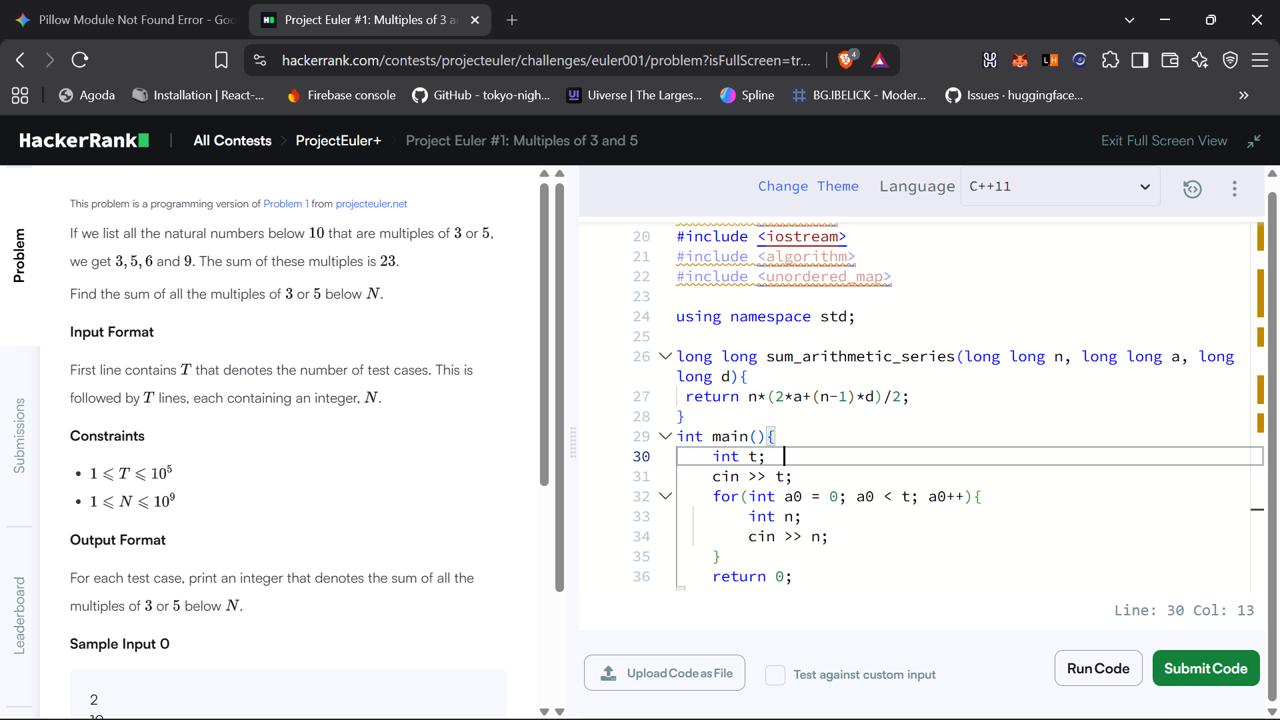 Pillow Module Not Found Error - Goo
Project Euler #1: Multiples of 3 a
hackerrank.com/contests/projecteuler/challenges/euler001/problem?isFullScreen=tr...
4
Agoda
Installation | React-...
Firebase console
GitHub - tokyo-nigh...
UI
Uiverse | The Larges...
Spline
BG.IBELICK - Moder...
Issues · huggingface...
HackerRank
All Contests
ProjectEuler+
Project Euler #1: Multiples of 3 and 5
Exit Full Screen View
Problem
Submissions
Leaderboard
This problem is a programming version of Problem 1 from projecteuler.net
If we list all the natural numbers below 10 that are multiples of 3 or 5,
we get 3, 5, 6 and 9. The sum of these multiples is 23.
Find the sum of all the multiples of 3 or 5 below N.
Input Format
First line contains T that denotes the number of test cases. This is
followed by T lines, each containing an integer, N.
Constraints
• 1 ⩽ T ⩽ 10⁵
• 1 ⩽ N ⩽ 10⁹
Output Format
For each test case, print an integer that denotes the sum of all the
multiples of 3 or 5 below N.
Sample Input 0
2
Change Theme
Language
C++11
20 #include <iostream>
21 #include <algorithm>
22 #include <unordered_map>
23
24 using namespace std;
25
26 long long sum_arithmetic_series(long long n, long long a, long
long d){
27 return n*(2*a+(n-1)*d)/2;
28 }
29 int main(){
30 int t;
31 cin >> t;
32 for(int a0 = 0; a0 < t; a0++){
33 int n;
34 cin >> n;
35 }
36 return 0;
Line: 30 Col: 13
Upload Code as File
Test against custom input
Run Code
Submit Code